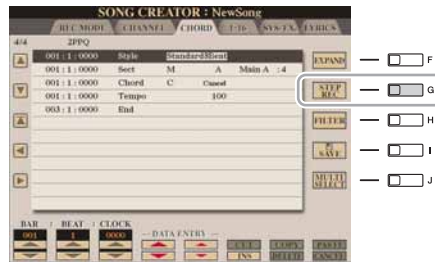 SONG CREATOR : NewSong
REC MODE CHANNEL CHORD 1-16 SYS/EX. LYRICS
4/4 2PPQ
001 : 1 : 0000 Style StandardBeat EXPAND F
001 : 1 : 0000 Sect M A Main A : 4
001 : 1 : 0000 Chord C Cancel STEP REC G
001 : 1 : 0000 Tempo 100
003 : 1 : 0000 End FILTER H
SAVE I
MULTI SELECT J
BAR : BEAT : CLOCK
001 1 0000 DATA ENTRY CUT COPY PASTE
INS DELETE CANCEL